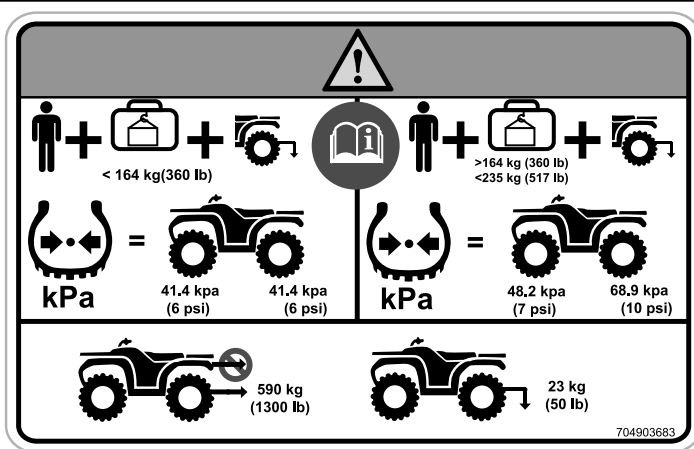 !
i
< 164 kg(360 lb)
>164 kg (360 lb)
<235 kg (517 lb)
=
kPa
41.4 kpa
(6 psi)
41.4 kpa
(6 psi)
=
kPa
48.2 kpa
(7 psi)
68.9 kpa
(10 psi)
590 kg
(1300 lb)
23 kg
(50 lb)
704903683